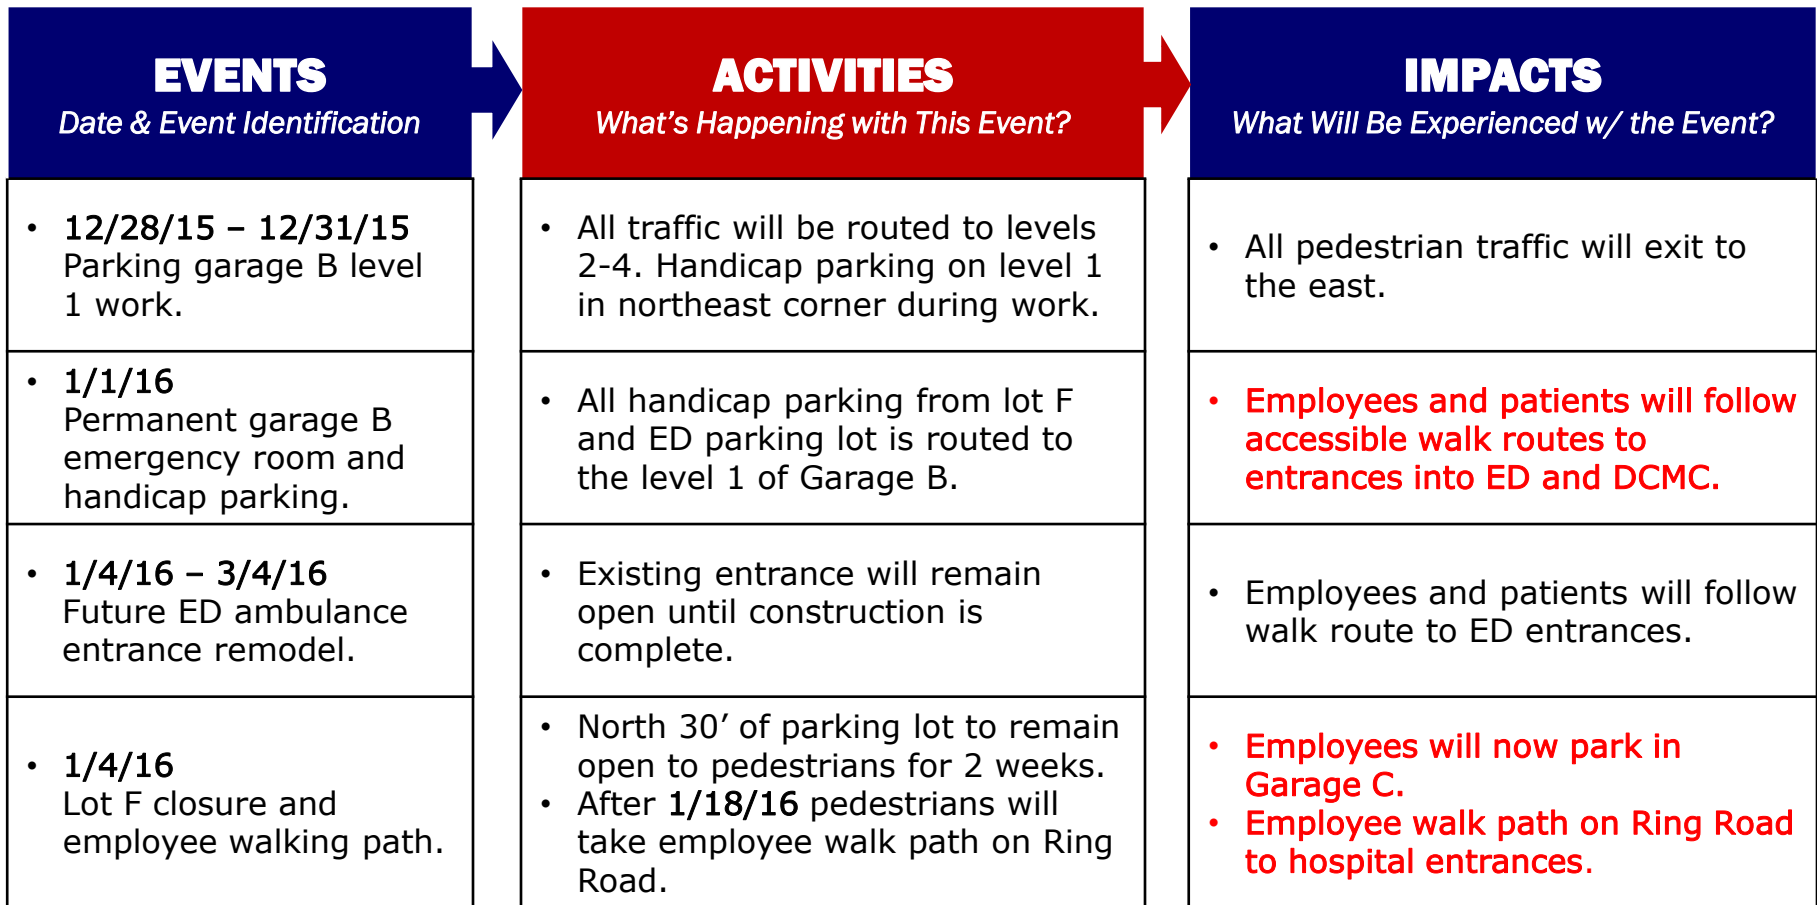 EVENTS
Date & Event Identification
ACTIVITIES
What's Happening with This Event?
IMPACTS
What Will Be Experienced w/ the Event?
• 12/28/15 – 12/31/15
Parking garage B level
1 work.
• All traffic will be routed to levels
2-4. Handicap parking on level 1
in northeast corner during work.
• All pedestrian traffic will exit to
the east.
• 1/1/16
Permanent garage B
emergency room and
handicap parking.
• All handicap parking from lot F
and ED parking lot is routed to
the level 1 of Garage B.
• Employees and patients will follow
accessible walk routes to
entrances into ED and DCMC.
• 1/4/16 – 3/4/16
Future ED ambulance
entrance remodel.
• Existing entrance will remain
open until construction is
complete.
• Employees and patients will follow
walk route to ED entrances.
• 1/4/16
Lot F closure and
employee walking path.
• North 30' of parking lot to remain
open to pedestrians for 2 weeks.
• After 1/18/16 pedestrians will
take employee walk path on Ring
Road.
• Employees will now park in
Garage C.
• Employee walk path on Ring Road
to hospital entrances.